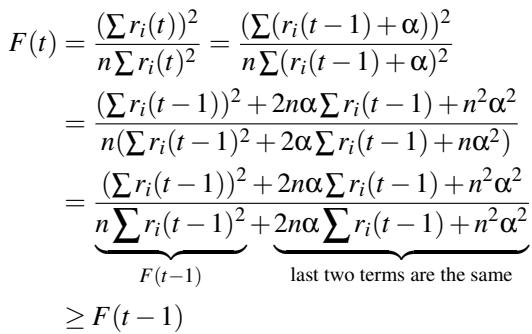 F(t) = (∑ r_i(t))² / n∑ r_i(t)² = (∑(r_i(t−1)+α))² / n∑(r_i(t−1)+α)²
= (∑ r_i(t−1))² + 2nα∑ r_i(t−1) + n²α² / n(∑ r_i(t−1)² + 2α∑ r_i(t−1) + nα²)
= (∑ r_i(t−1))² + 2nα∑ r_i(t−1) + n²α² / n∑ r_i(t−1)² + 2nα∑ r_i(t−1) + n²α²
F(t−1) last two terms are the same
≥ F(t−1)